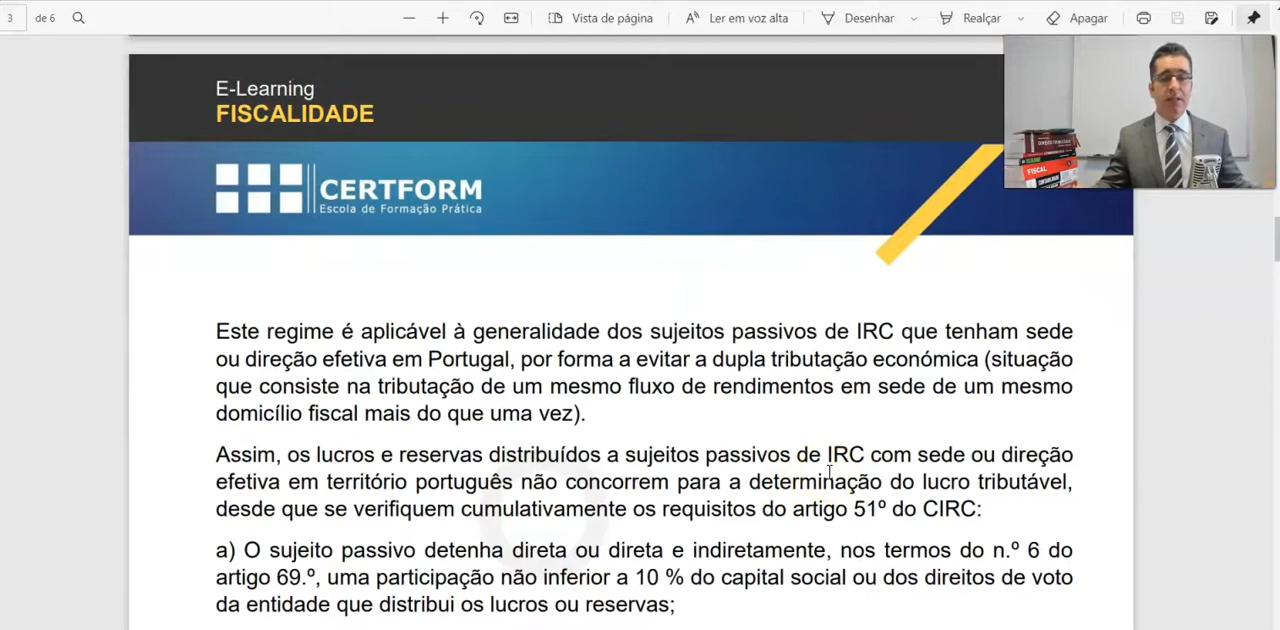 3 de 6 Vista de página Ler em voz alta Desenhar Realçar Apagar
E-Learning
FISCALIDADE
CERTFORM
Escola de Formação Prática
FISCAL
Este regime é aplicável à generalidade dos sujeitos passivos de IRC que tenham sede
ou direção efetiva em Portugal, por forma a evitar a dupla tributação económica (situação
que consiste na tributação de um mesmo fluxo de rendimentos em sede de um mesmo
domicílio fiscal mais do que uma vez).
Assim, os lucros e reservas distribuídos a sujeitos passivos de IRC com sede ou direção
efetiva em território português não concorrem para a determinação do lucro tributável,
desde que se verifiquem cumulativamente os requisitos do artigo 51º do CIRC:
a) O sujeito passivo detenha direta ou direta e indiretamente, nos termos do n.º 6 do
artigo 69.º, uma participação não inferior a 10 % do capital social ou dos direitos de voto
da entidade que distribui os lucros ou reservas;